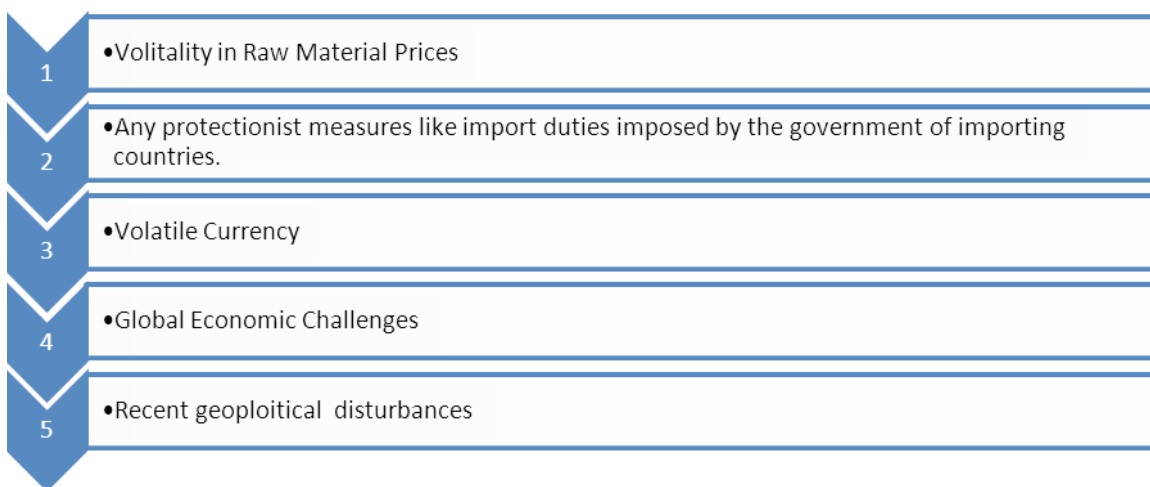 1
•Volitality in Raw Material Prices
2
•Any protectionist measures like import duties imposed by the government of importing
countries.
3
•Volatile Currency
4
•Global Economic Challenges
5
•Recent geoploitical disturbances